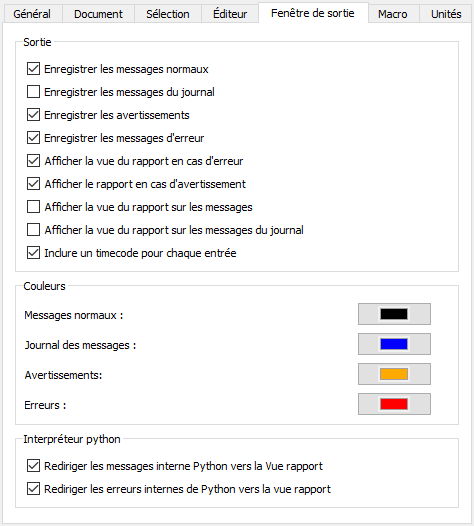 Général Document Sélection Éditeur Fenêtre de sortie Macro Unités
Sortie
Enregistrer les messages normaux
Enregistrer les messages du journal
Enregistrer les avertissements
Enregistrer les messages d'erreur
Afficher la vue du rapport en cas d'erreur
Afficher le rapport en cas d'avertissement
Afficher la vue du rapport sur les messages
Afficher la vue du rapport sur les messages du journal
Inclure un timecode pour chaque entrée
Couleurs
Messages normaux :
Journal des messages :
Avertissements:
Erreurs :
Interpréteur python
Rediriger les messages interne Python vers la Vue rapport
Rediriger les erreurs internes de Python vers la vue rapport